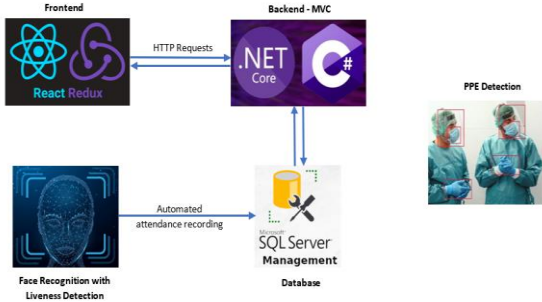 Frontend
Backend - MVC
React Redux
HTTP Requests
.NET
Core
C#
PPE Detection
Automated
attendance recording
Microsoft
SQL Server
Management
Face Recognition with
Liveness Detection
Database